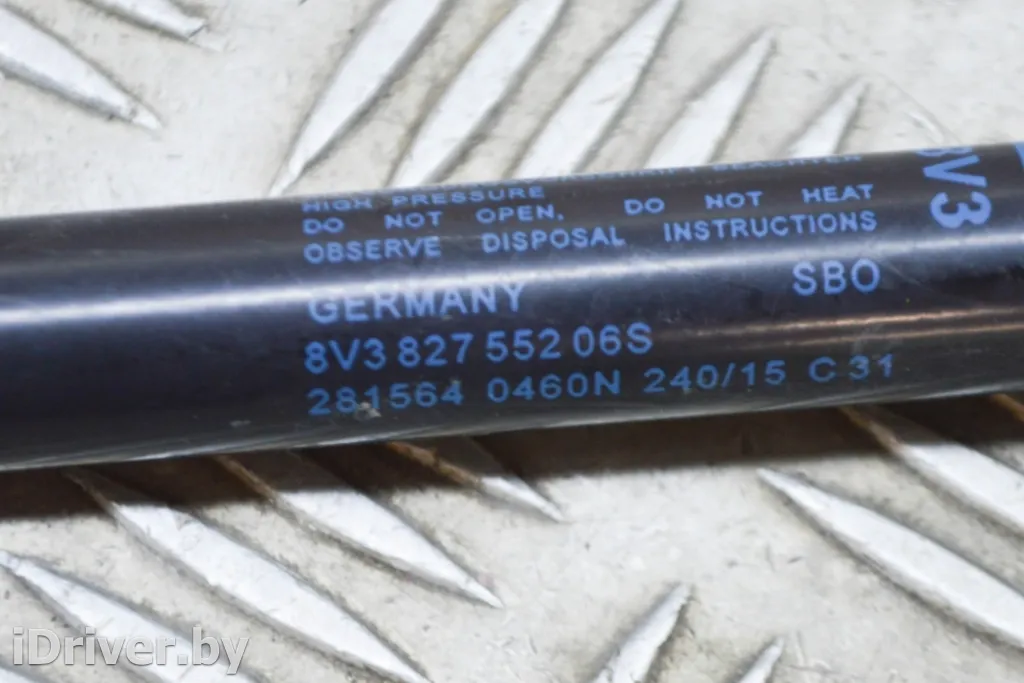 HIGH PRESSURE
DO NOT OPEN. DO NOT HEAT
OBSERVE DISPOSAL INSTRUCTIONS
GERMANY SBO
8V3 827 552 06S
281564 0460N 240/15 C 31
8V3
iDriver.by